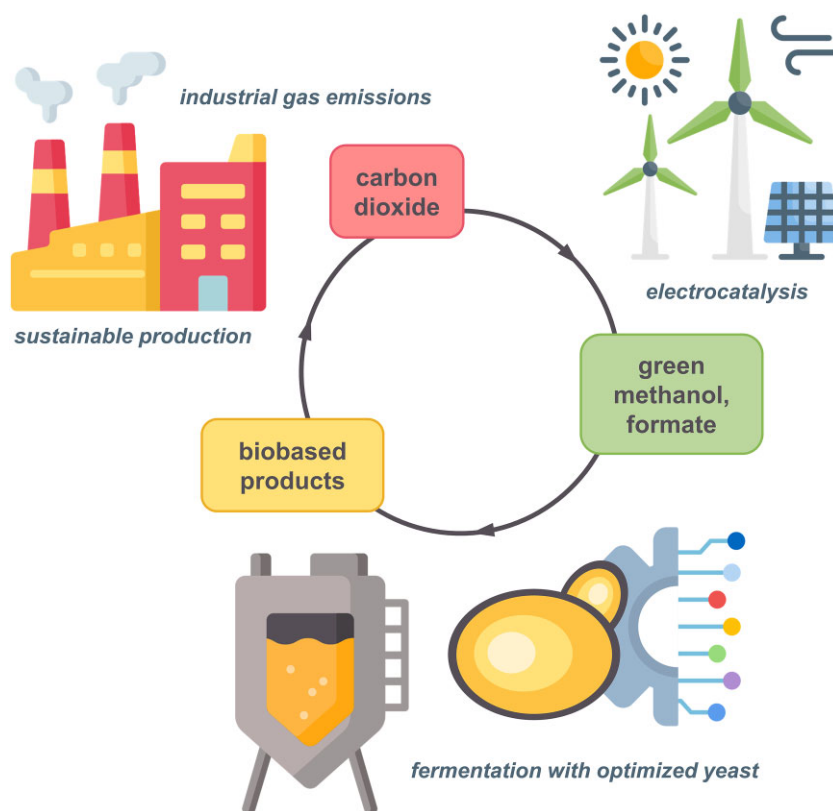 industrial gas emissions
carbon
dioxide
electrocatalysis
sustainable production
green
methanol,
formate
biobased
products
fermentation with optimized yeast